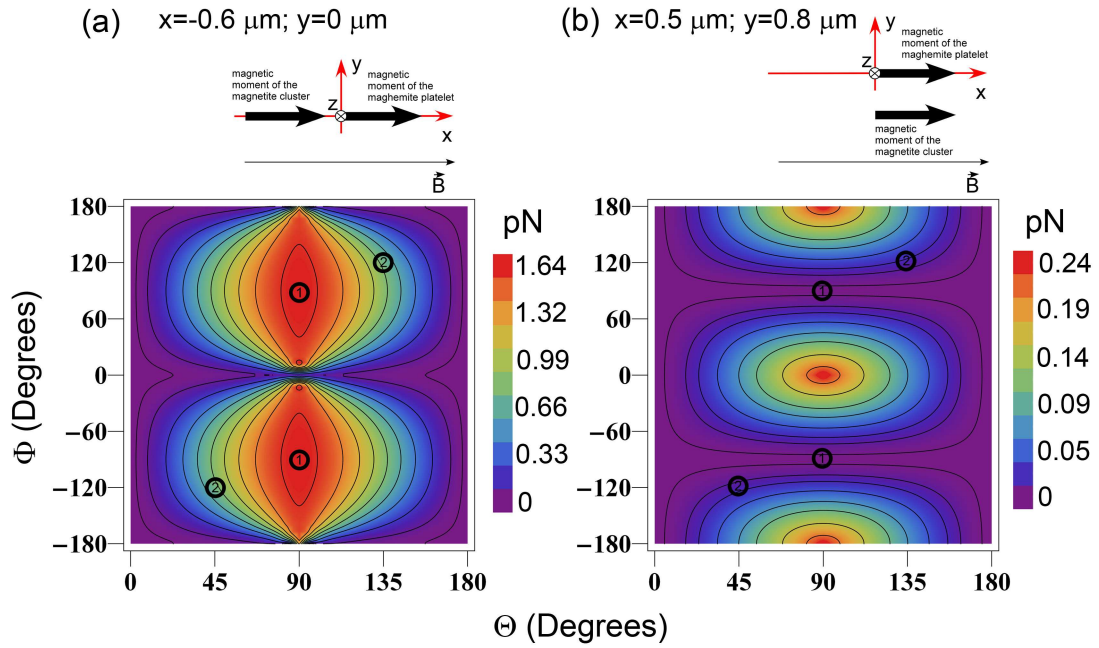 (a) x=-0.6 μm; y=0 μm
y
magnetic
moment of the
magnetite cluster
magnetic
moment of the
maghemite platelet
z
x
B
(b) x=0.5 μm; y=0.8 μm
y
magnetic
moment of the
maghemite platelet
z
x
magnetic
moment of the
magnetite cluster
B
Φ (Degrees)
180
120
60
0
−60
−120
−180
0 45 90 135 180
1
2
1
2
pN
1.64
1.32
0.99
0.66
0.33
0
180
120
60
0
−60
−120
−180
0 45 90 135 180
2
1
1
2
pN
0.24
0.19
0.14
0.09
0.05
0
Θ (Degrees)